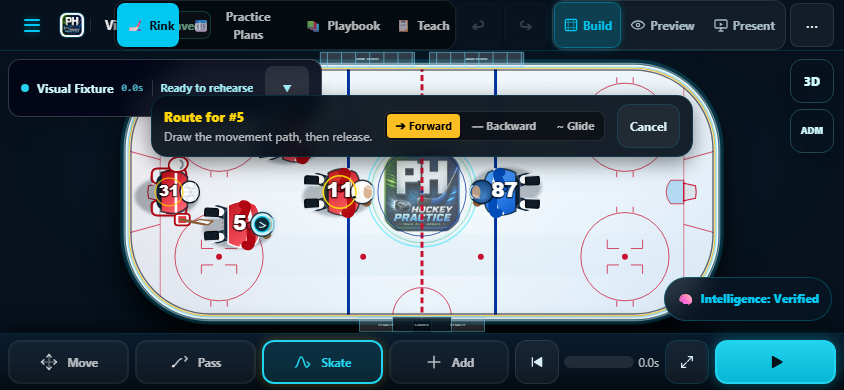 PH
Rink
Practice Plans
Playbook
Teach
Build
Preview
Present
...
Visual Fixture 0.0s Ready to rehearse
Route for #5
Draw the movement path, then release.
➔ Forward
— Backward
~ Glide
Cancel
3D
ADM
31
5
11
87
PH
HOCKEY
PRACTICE
Intelligence: Verified
Move
Pass
Skate
Add
0.0s